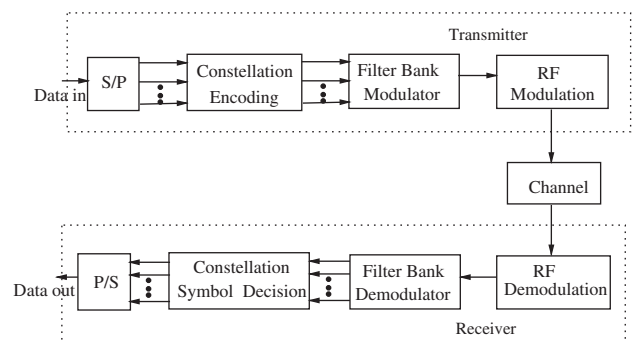 Transmitter
Data in
S/P
Constellation
Encoding
Filter Bank
Modulator
RF
Modulation
Channel
RF
Demodulation
Filter Bank
Demodulator
Constellation
Symbol Decision
P/S
Data out
Receiver